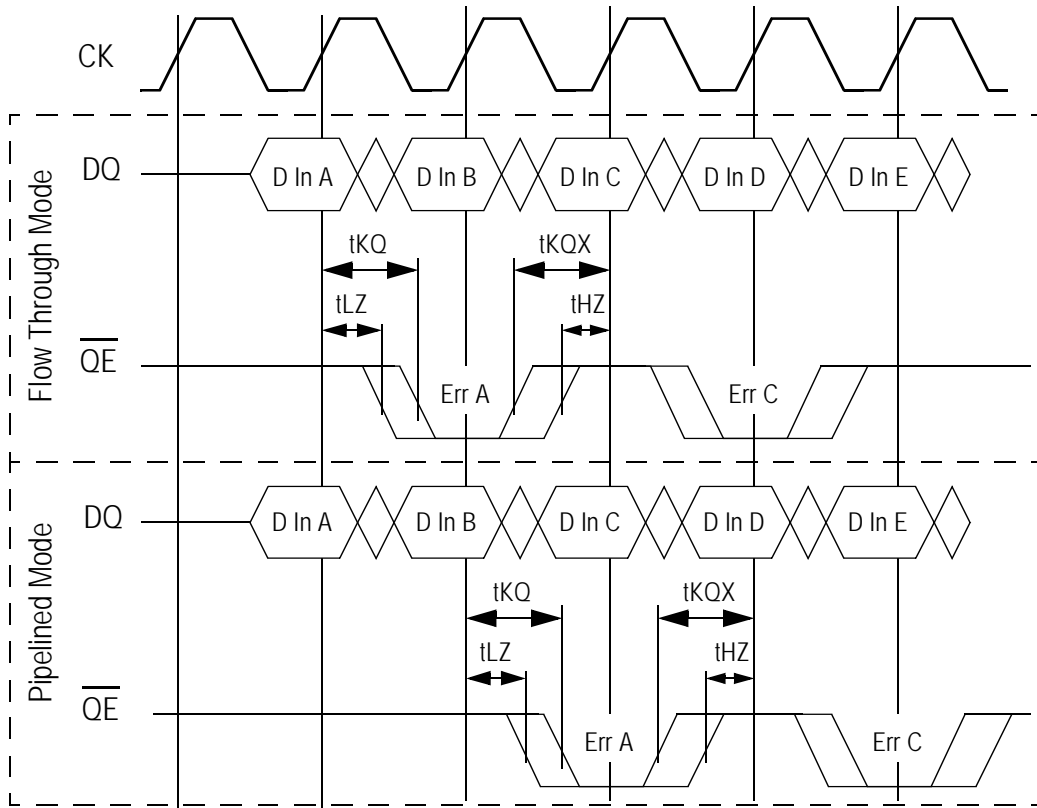 CK
Flow Through Mode
DQ
D In A
D In B
D In C
D In D
D In E
tKQ
tKQX
tLZ
tHZ
QE
Err A
Err C
Pipelined Mode
DQ
D In A
D In B
D In C
D In D
D In E
tKQ
tKQX
tLZ
tHZ
QE
Err A
Err C